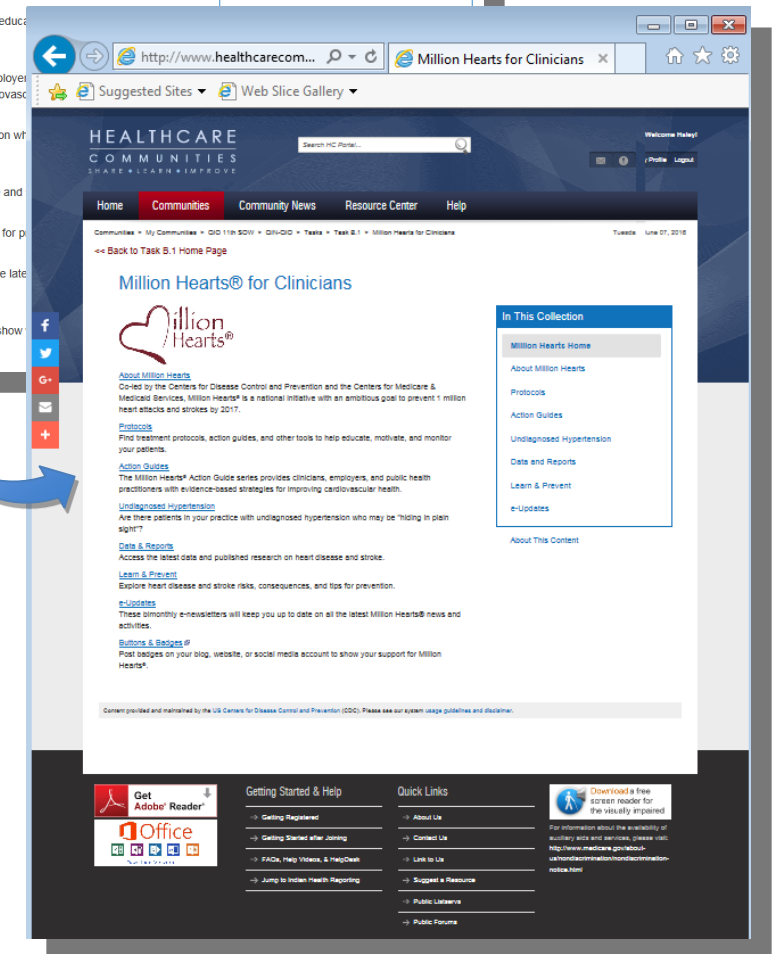 educa
ployer
ovasc
on wh
and
for p
e late
show
http://www.healthcarecom...
Million Hearts for Clinicians
Suggested Sites
Web Slice Gallery
HEALTHCARE
COMMUNITIES
SHARE LEARN IMPROVE
Search HC Portal...
Welcome Haley!
Profile Logout
Home Communities Community News Resource Center Help
Communities » My Communities » QIO 11th SOW » QIN-QIO » Tasks » Task B.1 » Million Hearts for Clinicians
Tuesda June 07, 2016
<< Back to Task B.1 Home Page
Million Hearts® for Clinicians
Million
Hearts®
About Million Hearts
Co-led by the Centers for Disease Control and Prevention and the Centers for Medicare &
Medicaid Services, Million Hearts® is a national initiative with an ambitious goal to prevent 1 million
heart attacks and strokes by 2017.
Protocols
Find treatment protocols, action guides, and other tools to help educate, motivate, and monitor
your patients.
Action Guides
The Million Hearts® Action Guide series provides clinicians, employers, and public health
practitioners with evidence-based strategies for improving cardiovascular health.
Undiagnosed Hypertension
Are there patients in your practice with undiagnosed hypertension who may be "hiding in plain
sight"?
Data & Reports
Access the latest data and published research on heart disease and stroke.
Learn & Prevent
Explore heart disease and stroke risks, consequences, and tips for prevention.
e-Updates
These bimonthly e-newsletters will keep you up to date on all the latest Million Hearts® news and
activities.
Buttons & Badges
Post badges on your blog, website, or social media account to show your support for Million
Hearts®.
In This Collection
Million Hearts Home
About Million Hearts
Protocols
Action Guides
Undiagnosed Hypertension
Data and Reports
Learn & Prevent
e-Updates
About This Content
Content provided and maintained by the US Centers for Disease Control and Prevention (CDC). Please see our system usage guidelines and disclaimer.
Get
Adobe® Reader®
Office
Getting Started & Help
Getting Registered
Getting Started after Joining
FAQs, Help Videos, & HelpDesk
Jump to Indian Health Reporting
Quick Links
About Us
Contact Us
Link to Us
Suggest a Resource
Public Listservs
Public Forums
Download a free
screen reader for
the visually impaired
For information about the availability of
auxiliary aids and services, please visit:
http://www.medicare.gov/about-
us/nondiscrimination/nondiscrimination-
notice.html